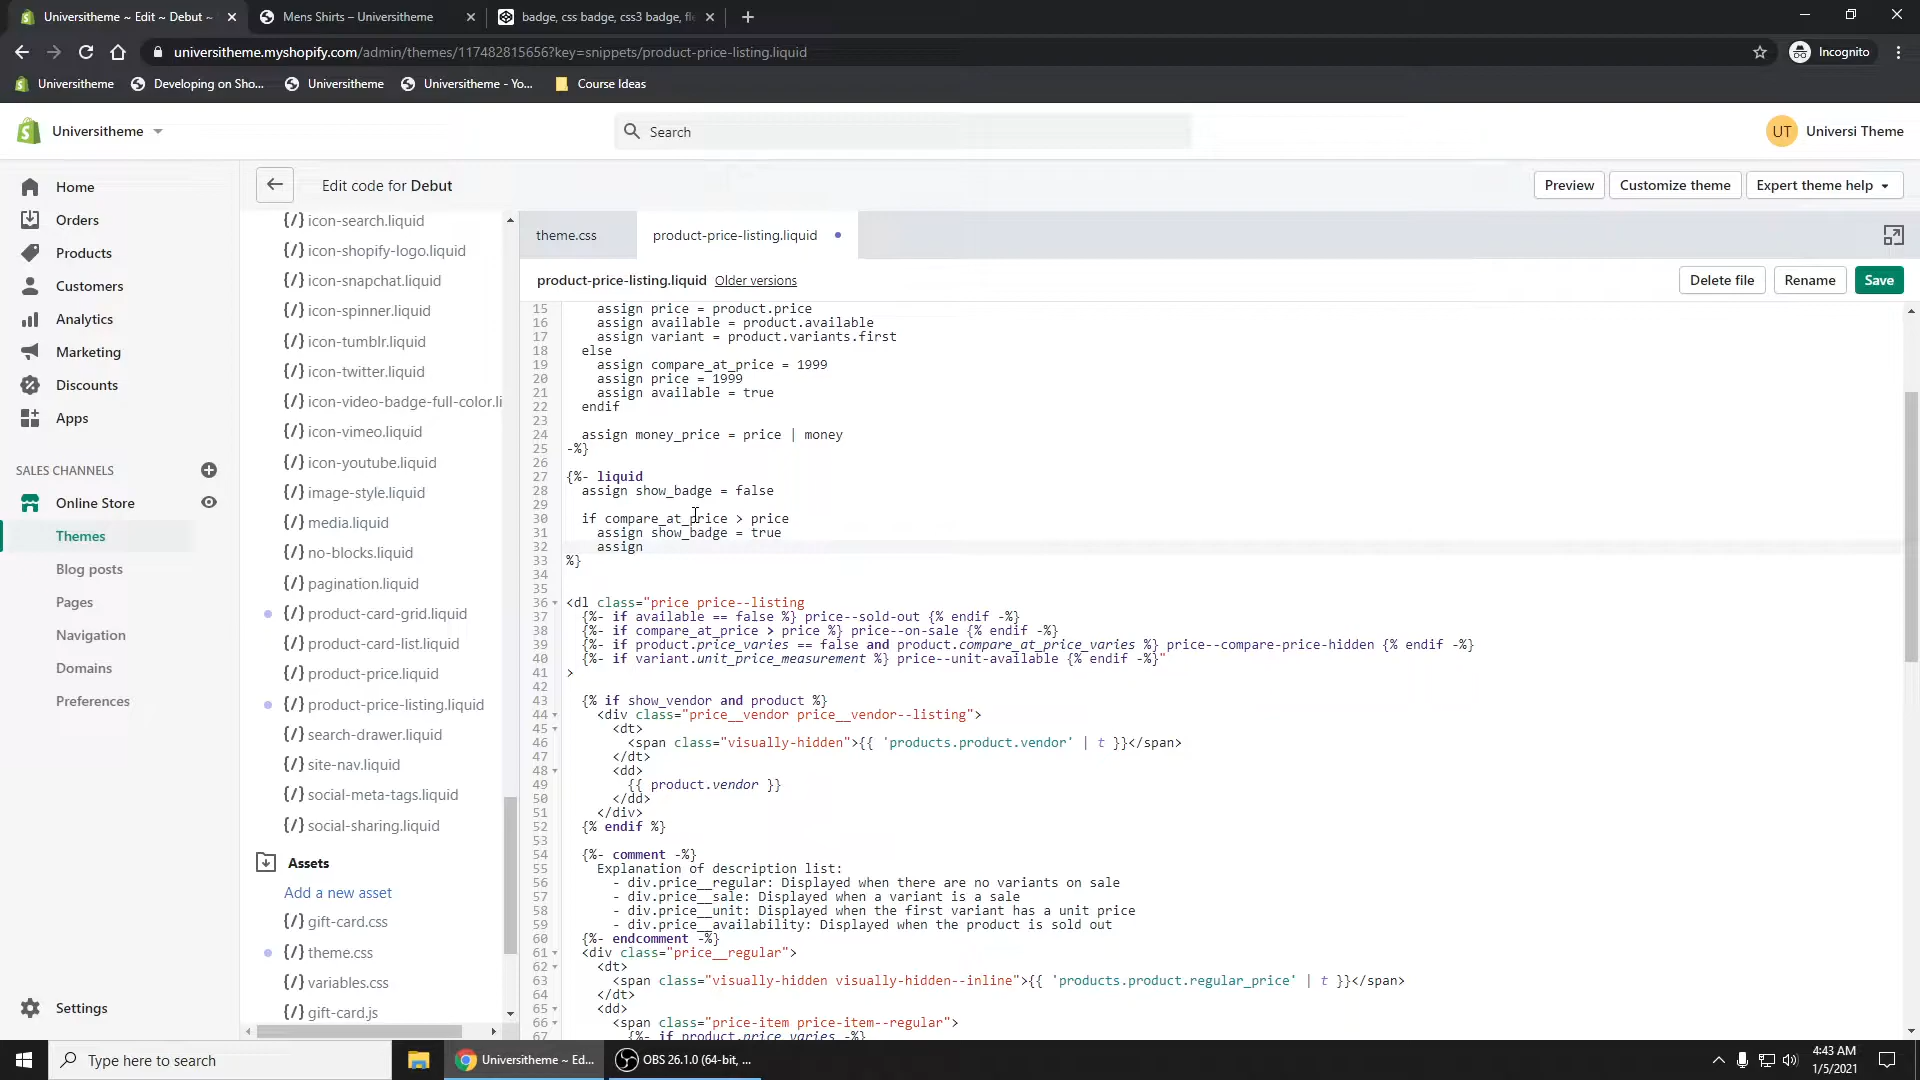 Universitheme ~ Edit ~ Debut ~
Mens Shirts – Universitheme
badge, css badge, css3 badge, fl
universitheme.myshopify.com/admin/themes/117482815656?key=snippets/product-price-listing.liquid
Incognito
Universitheme
Developing on Sho...
Universitheme
Universitheme - Yo...
Course Ideas
Universitheme
Search
UT
Universi Theme
Home
Orders
Products
Customers
Analytics
Marketing
Discounts
Apps
SALES CHANNELS
Online Store
Themes
Blog posts
Pages
Navigation
Domains
Preferences
Settings
Edit code for Debut
Preview
Customize theme
Expert theme help
{/} icon-search.liquid
{/} icon-shopify-logo.liquid
{/} icon-snapchat.liquid
{/} icon-spinner.liquid
{/} icon-tumblr.liquid
{/} icon-twitter.liquid
{/} icon-video-badge-full-color.li
{/} icon-vimeo.liquid
{/} icon-youtube.liquid
{/} image-style.liquid
{/} media.liquid
{/} no-blocks.liquid
{/} pagination.liquid
{/} product-card-grid.liquid
{/} product-card-list.liquid
{/} product-price.liquid
{/} product-price-listing.liquid
{/} search-drawer.liquid
{/} site-nav.liquid
{/} social-meta-tags.liquid
{/} social-sharing.liquid
Assets
Add a new asset
{/} gift-card.css
{/} theme.css
{/} variables.css
{/} gift-card.js
theme.css
product-price-listing.liquid
product-price-listing.liquid Older versions
Delete file
Rename
Save
15 assign price = product.price
16 assign available = product.available
17 assign variant = product.variants.first
18 else
19 assign compare_at_price = 1999
20 assign price = 1999
21 assign available = true
22 endif
23
24 assign money_price = price | money
25 -%}
26
27 {%- liquid
28 assign show_badge = false
29
30 if compare_at_price > price
31 assign show_badge = true
32 assign
33 %}
34
35
36 <dl class="price price--listing
37 {%- if available == false %} price--sold-out {% endif -%}
38 {%- if compare_at_price > price %} price--on-sale {% endif -%}
39 {%- if product.price_varies == false and product.compare_at_price_varies %} price--compare-price-hidden {% endif -%}
40 {%- if variant.unit_price_measurement %} price--unit-available {% endif -%}"
41 >
42
43 {% if show_vendor and product %}
44 <div class="price__vendor price__vendor--listing">
45 <dt>
46 <span class="visually-hidden">{{ 'products.product.vendor' | t }}</span>
47 </dt>
48 <dd>
49 {{ product.vendor }}
50 </dd>
51 </div>
52 {% endif %}
53
54 {%- comment -%}
55 Explanation of description list:
56 - div.price__regular: Displayed when there are no variants on sale
57 - div.price__sale: Displayed when a variant is a sale
58 - div.price__unit: Displayed when the first variant has a unit price
59 - div.price__availability: Displayed when the product is sold out
60 {%- endcomment -%}
61 <div class="price__regular">
62 <dt>
63 <span class="visually-hidden visually-hidden--inline">{{ 'products.product.regular_price' | t }}</span>
64 </dt>
65 <dd>
66 <span class="price-item price-item--regular">
67 {%- if product.price_varies -%}
Type here to search
Universitheme ~ Ed...
OBS 26.1.0 (64-bit, ...
4:43 AM
1/5/2021